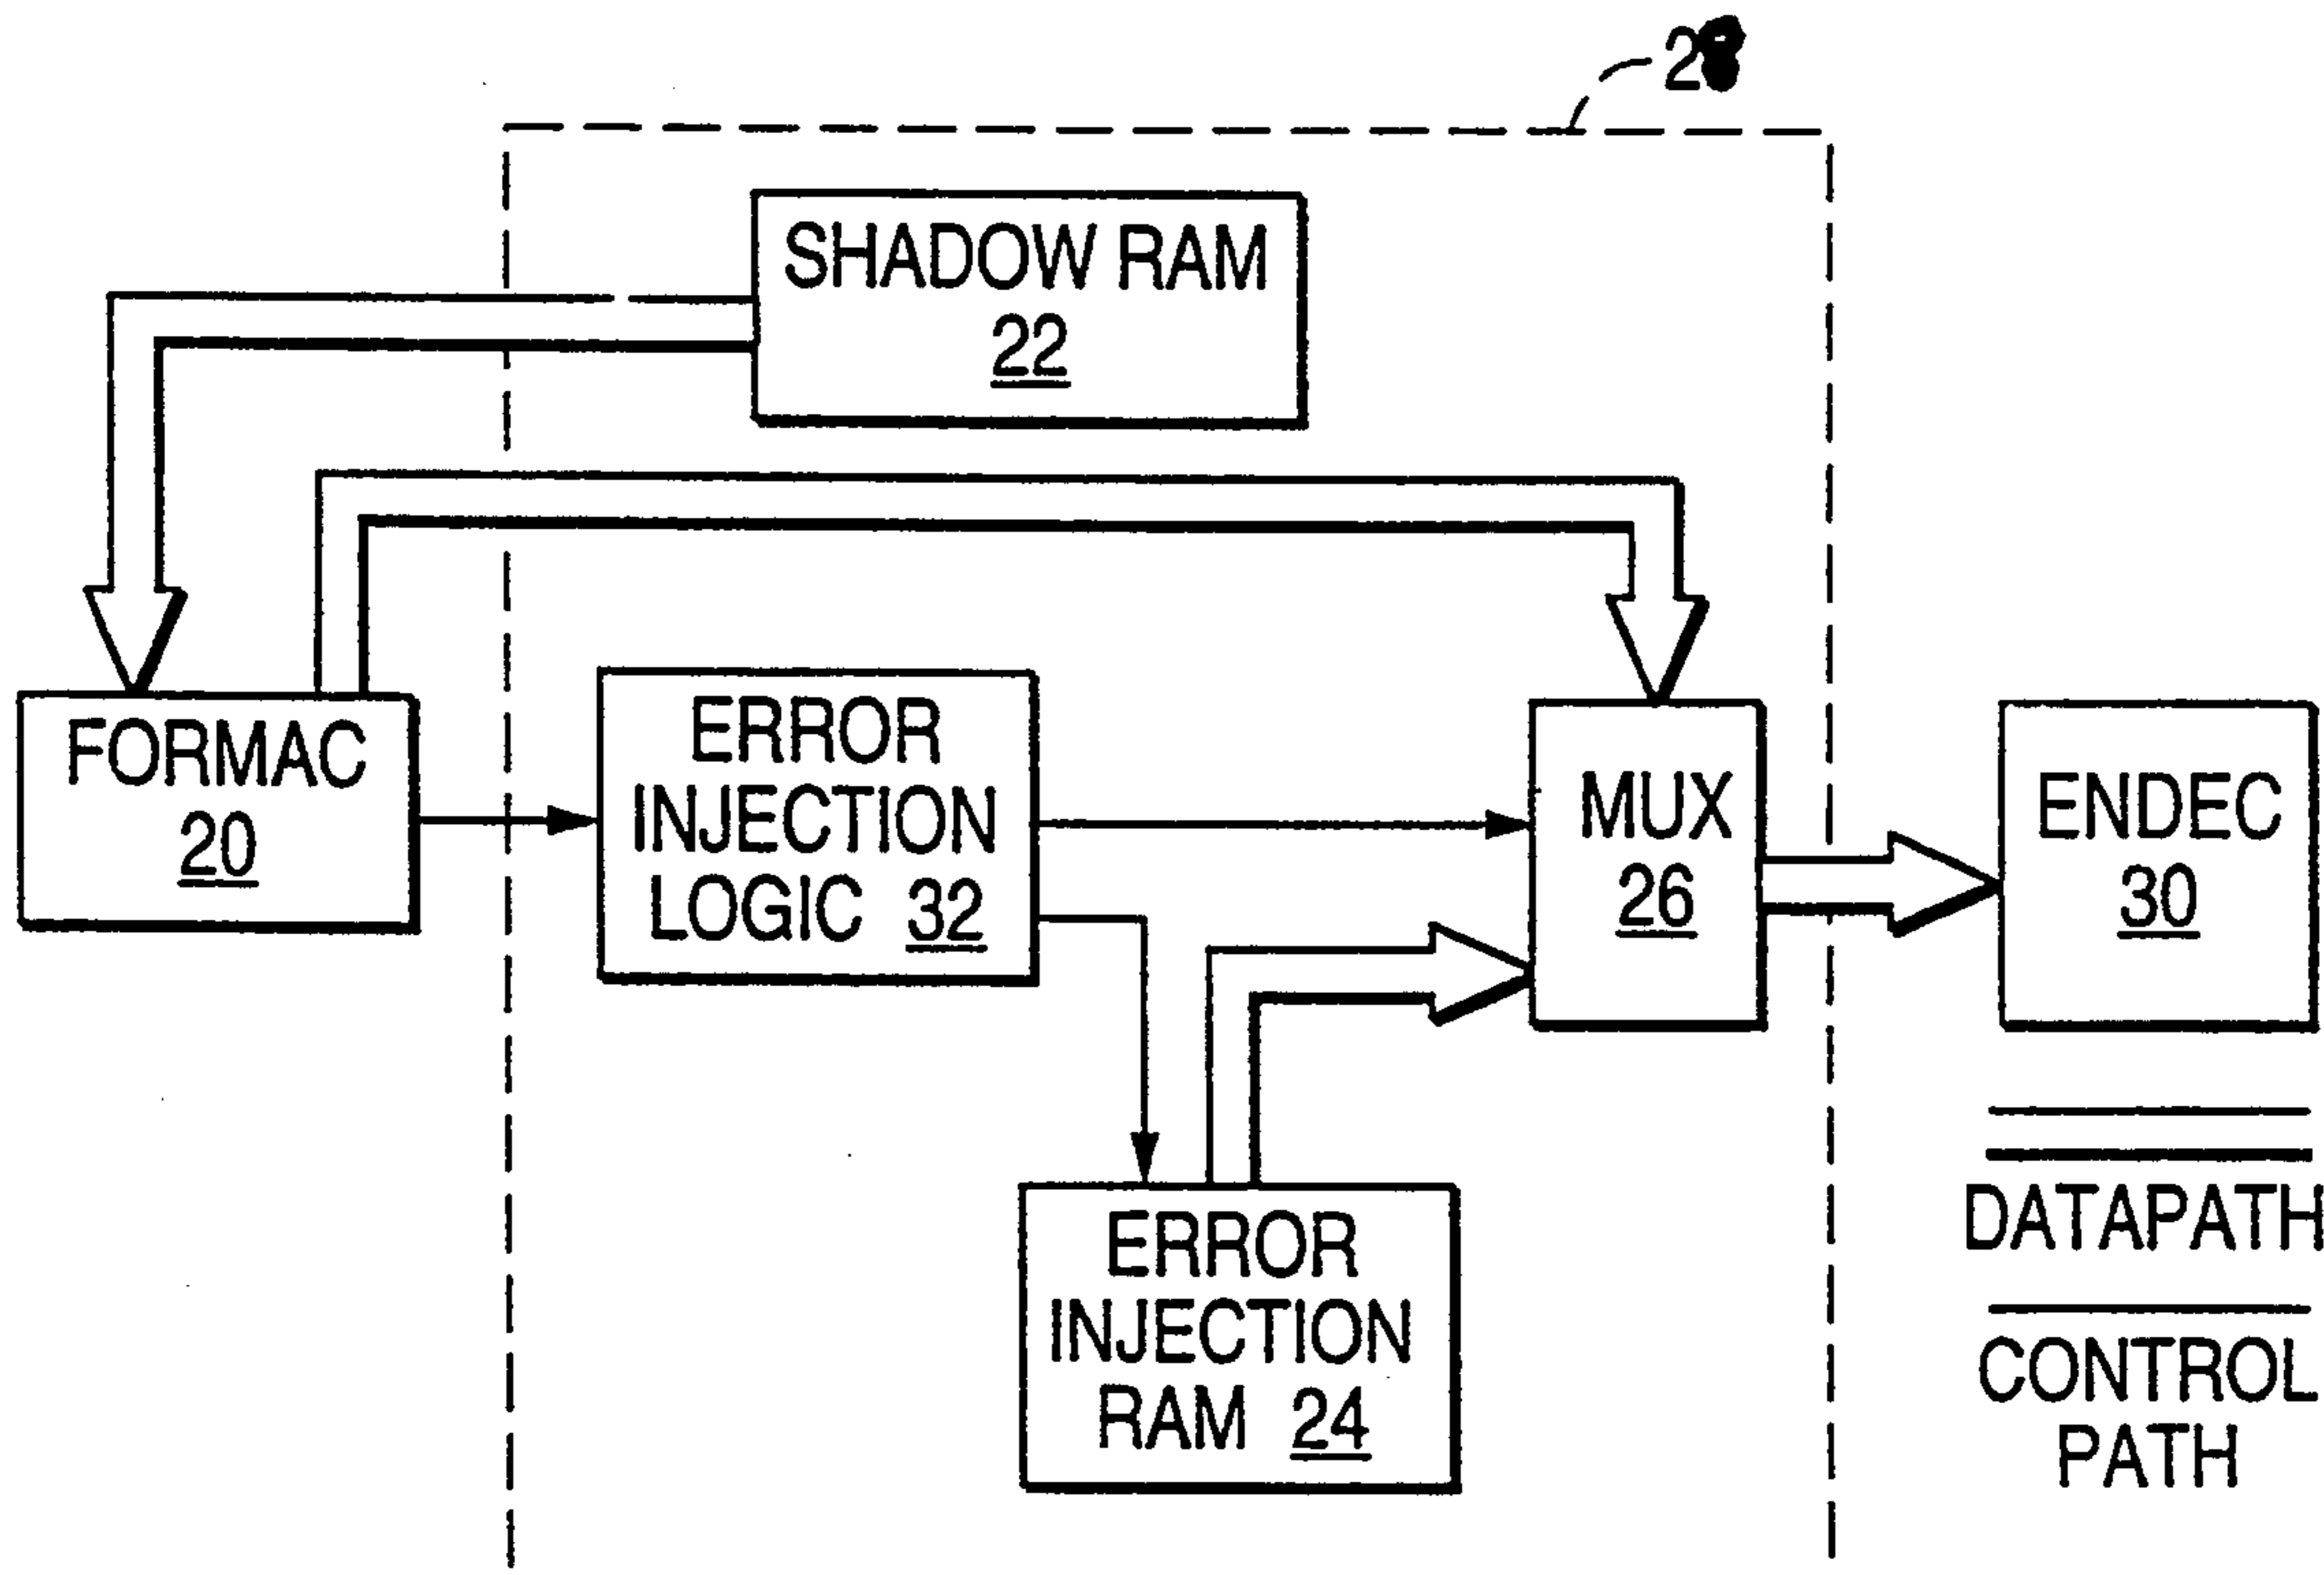 SHADOW RAM
22
FORMAC
20
ERROR
INJECTION
LOGIC 32
MUX
26
ENDEC
30
ERROR
INJECTION
RAM 24
DATAPATH
CONTROL
PATH